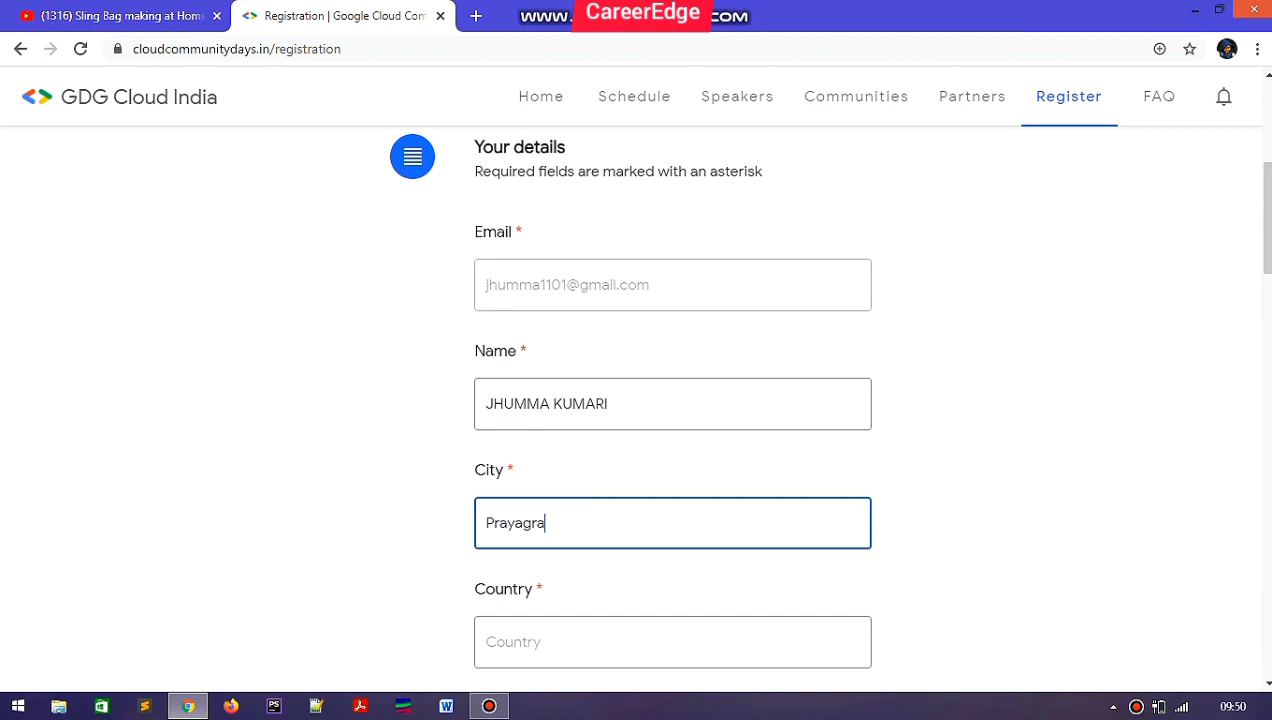 (1316) Sling Bag making at Home
Registration | Google Cloud Com
CareerEdge
www.
COM
cloudcommunitydays.in/registration
GDG Cloud India
Home
Schedule
Speakers
Communities
Partners
Register
FAQ
Your details
Required fields are marked with an asterisk
Email *
jhumma1101@gmail.com
Name *
JHUMMA KUMARI
City *
Prayagra
Country *
Country
PS
W
09:50